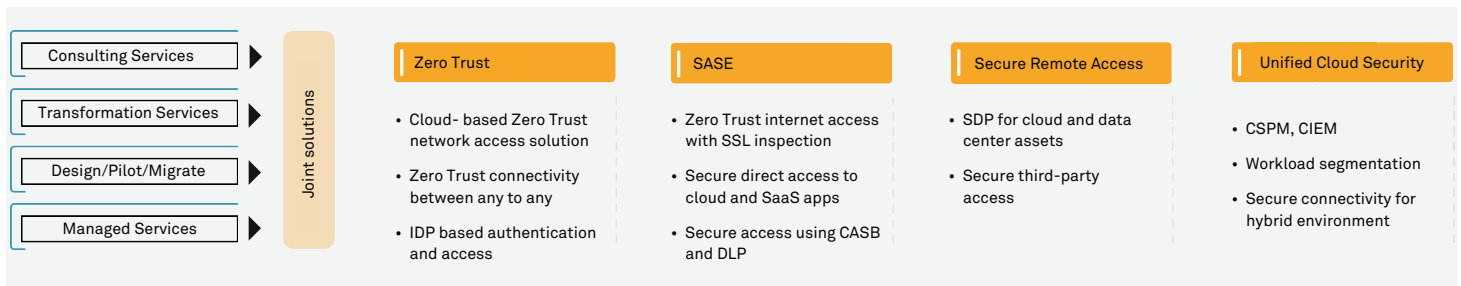 Consulting Services
Transformation Services
Design/Pilot/Migrate
Managed Services
Joint solutions
Zero Trust
• Cloud- based Zero Trust
network access solution
• Zero Trust connectivity
between any to any
• IDP based authentication
and access
SASE
• Zero Trust internet access
with SSL inspection
• Secure direct access to
cloud and SaaS apps
• Secure access using CASB
and DLP
Secure Remote Access
• SDP for cloud and data
center assets
• Secure third-party
access
Unified Cloud Security
• CSPM, CIEM
• Workload segmentation
• Secure connectivity for
hybrid environment